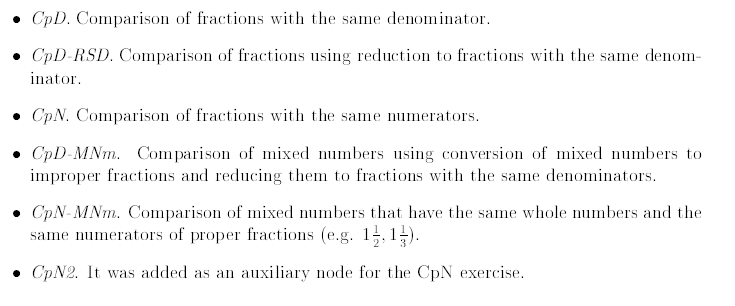 • CpD. Comparison of fractions with the same denominator.
• CpD-RSD. Comparison of fractions using reduction to fractions with the same denom-
inator.
• CpN. Comparison of fractions with the same numerators.
• CpD-MNm. Comparison of mixed numbers using conversion of mixed numbers to
improper fractions and reducing them to fractions with the same denominators.
• CpN-MNm. Comparison of mixed numbers that have the same whole numbers and the
same numerators of proper fractions (e.g. 1 1/2, 1 1/3).
• CpN2. It was added as an auxiliary node for the CpN exercise.